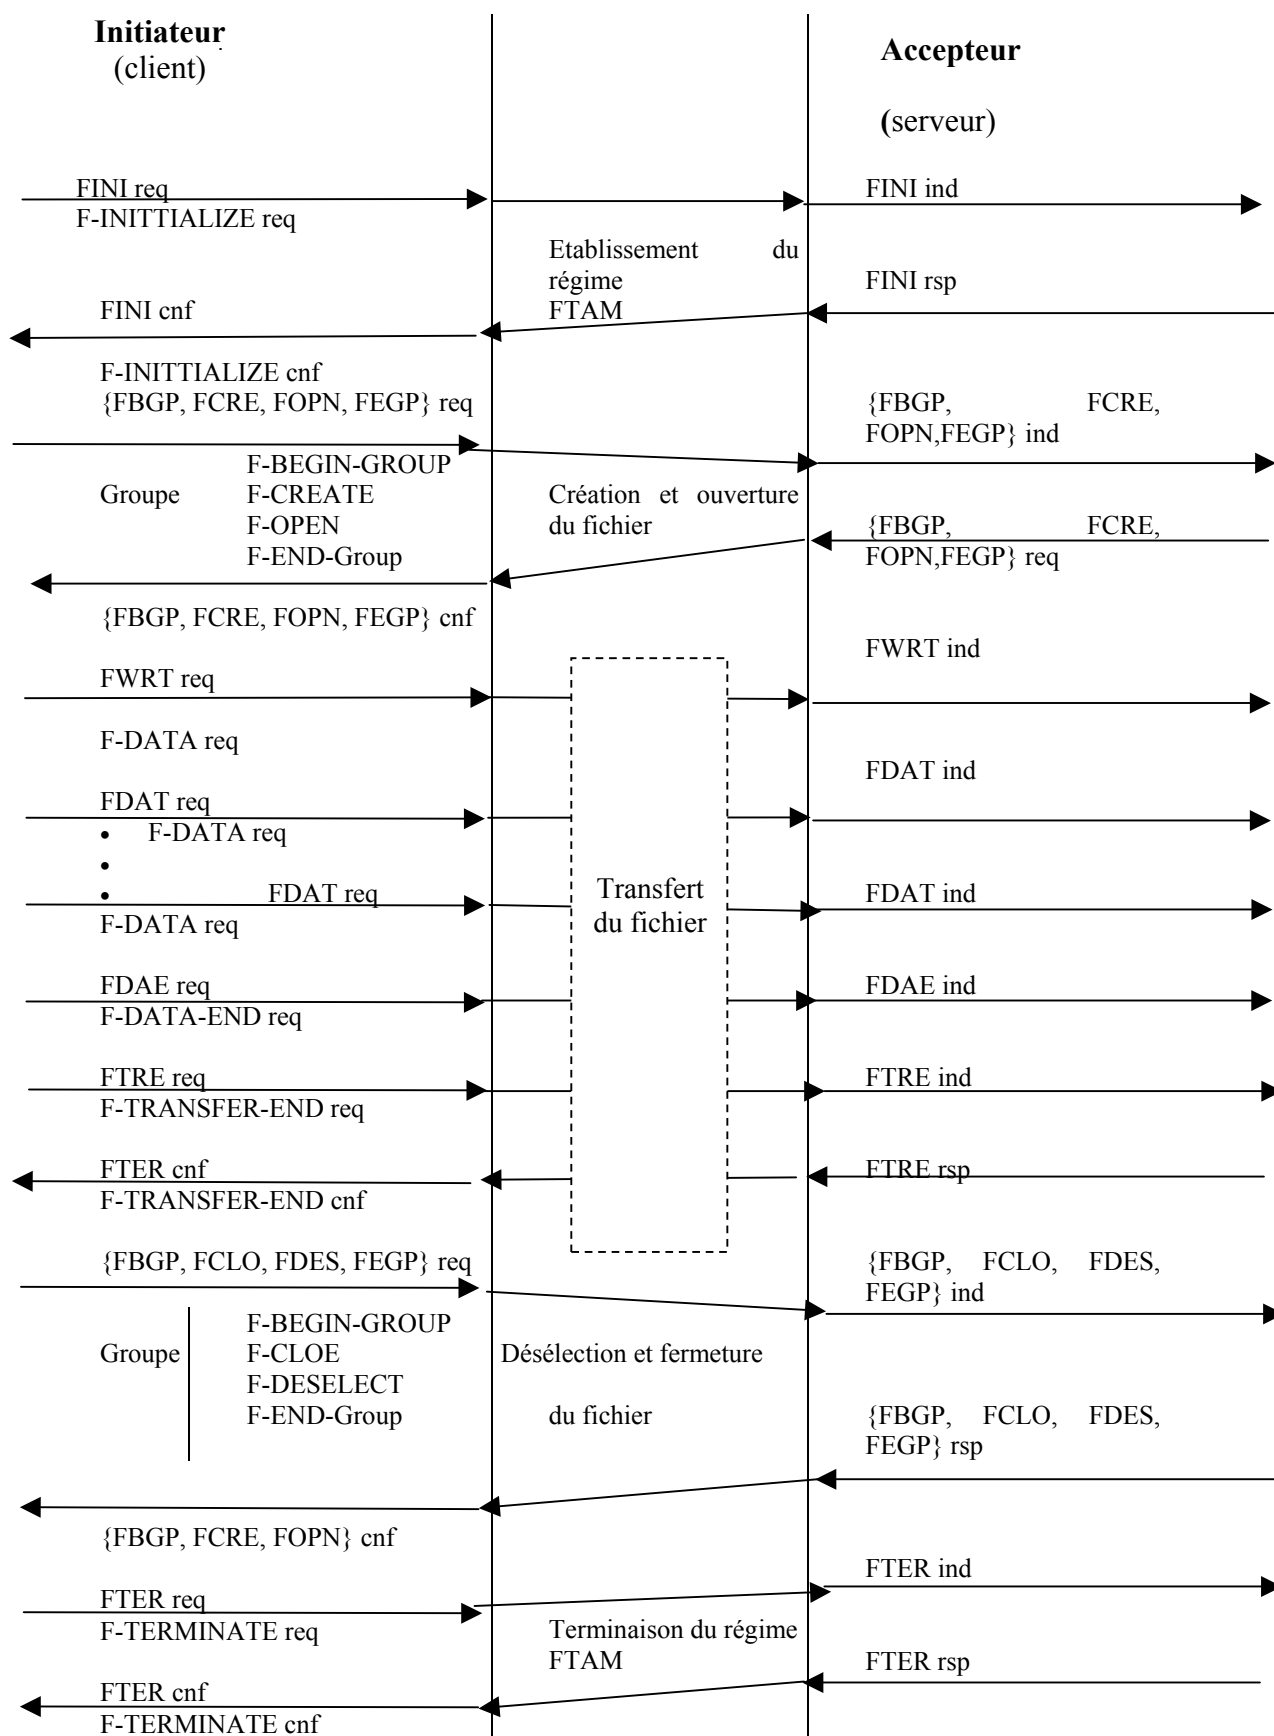 Initiateur
(client)
Accepteur
(serveur)
FINI req
F-INITTIALIZE req
FINI ind
Etablissement du
régime
FTAM
FINI rsp
FINI cnf
F-INITTIALIZE cnf
{FBGP, FCRE, FOPN, FEGP} req
{FBGP, FCRE,
FOPN,FEGP} ind
F-BEGIN-GROUP
Groupe F-CREATE
F-OPEN
F-END-Group
Création et ouverture
du fichier
{FBGP, FCRE,
FOPN,FEGP} req
{FBGP, FCRE, FOPN, FEGP} cnf
FWRT ind
FWRT req
F-DATA req
FDAT ind
FDAT req
• F-DATA req
•
• FDAT req
F-DATA req
Transfert
du fichier
FDAT ind
FDAE req
F-DATA-END req
FDAE ind
FTRE req
F-TRANSFER-END req
FTRE ind
FTER cnf
F-TRANSFER-END cnf
FTRE rsp
{FBGP, FCLO, FDES, FEGP} req
{FBGP, FCLO, FDES,
FEGP} ind
F-BEGIN-GROUP
Groupe F-CLOE
F-DESELECT
F-END-Group
Désélection et fermeture
du fichier
{FBGP, FCLO, FDES,
FEGP} rsp
{FBGP, FCRE, FOPN} cnf
FTER ind
FTER req
F-TERMINATE req
Terminaison du régime
FTAM
FTER rsp
FTER cnf
F-TERMINATE cnf